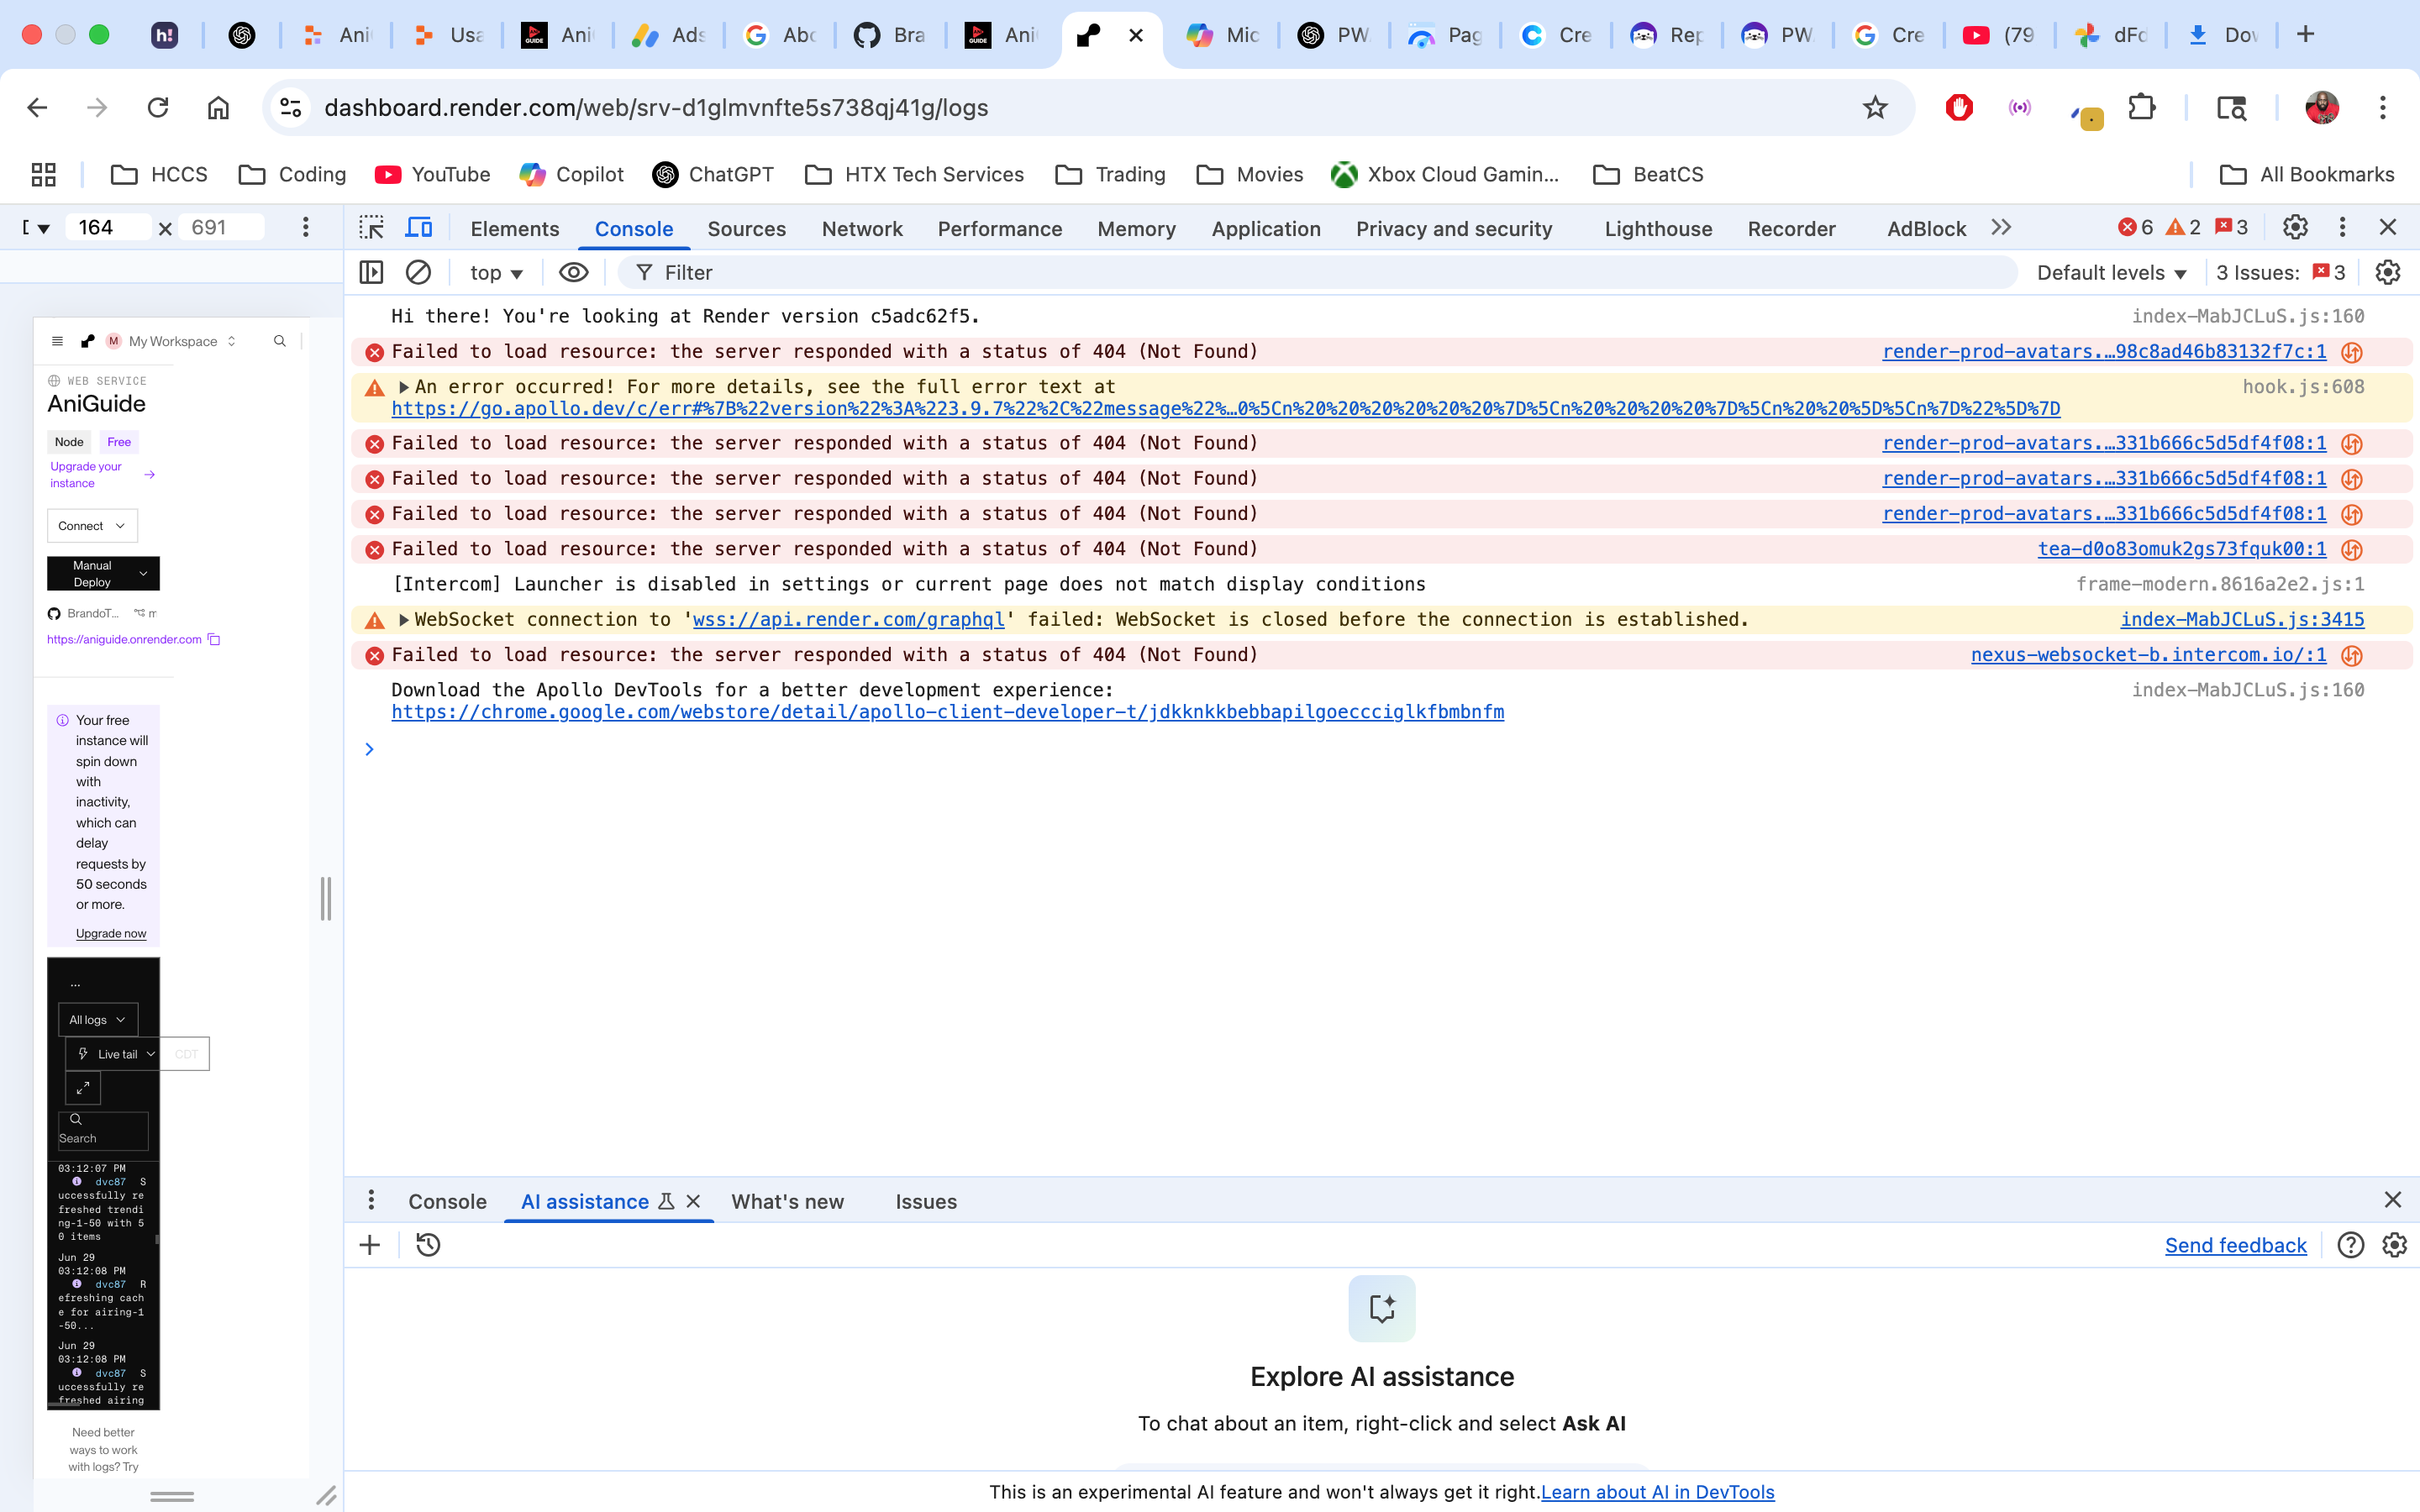 h!
Ani
Usa
GUIDE
Ani
Ads
Abo
Bra
GUIDE
Ani
Mic
PW
Pag
Cre
Rep
PW
Cre
(79
dFc
Dov
dashboard.render.com/web/srv-d1glmvnfte5s738qj41g/logs
HCCS
Coding
YouTube
Copilot
ChatGPT
HTX Tech Services
Trading
Movies
Xbox Cloud Gamin...
BeatCS
All Bookmarks
164
691
Elements
Console
Sources
Network
Performance
Memory
Application
Privacy and security
Lighthouse
Recorder
AdBlock
6
2
3
top
Filter
Default levels
3 Issues:
3
Hi there! You're looking at Render version c5adc62f5.
index-MabJCLuS.js:160
Failed to load resource: the server responded with a status of 404 (Not Found)
render-prod-avatars.…98c8ad46b83132f7c:1
An error occurred! For more details, see the full error text at
hook.js:608
https://go.apollo.dev/c/err#%7B%22version%22%3A%223.9.7%22%2C%22message%22%…0%5Cn%20%20%20%20%20%20%7D%5Cn%20%20%20%20%7D%5Cn%20%20%5D%5Cn%7D%22%5D%7D
Failed to load resource: the server responded with a status of 404 (Not Found)
render-prod-avatars.…331b666c5d5df4f08:1
Failed to load resource: the server responded with a status of 404 (Not Found)
render-prod-avatars.…331b666c5d5df4f08:1
Failed to load resource: the server responded with a status of 404 (Not Found)
render-prod-avatars.…331b666c5d5df4f08:1
Failed to load resource: the server responded with a status of 404 (Not Found)
tea-d0o83omuk2gs73fquk00:1
[Intercom] Launcher is disabled in settings or current page does not match display conditions
frame-modern.8616a2e2.js:1
WebSocket connection to 'wss://api.render.com/graphql' failed: WebSocket is closed before the connection is established.
index-MabJCLuS.js:3415
Failed to load resource: the server responded with a status of 404 (Not Found)
nexus-websocket-b.intercom.io/:1
Download the Apollo DevTools for a better development experience:
index-MabJCLuS.js:160
https://chrome.google.com/webstore/detail/apollo-client-developer-t/jdkknkkbebbapilgoeccciglkfbmbnfm
M My Workspace
WEB SERVICE
AniGuide
Node
Free
Upgrade your
instance
Connect
Manual
Deploy
BrandoT...
m
https://aniguide.onrender.com
Your free
instance will
spin down
with
inactivity,
which can
delay
requests by
50 seconds
or more.
Upgrade now
...
All logs
Live tail
CDT
Search
03:12:07 PM
dvc87 S
uccessfully re
freshed trendi
ng-1-50 with 5
0 items
Jun 29
03:12:08 PM
dvc87 R
efreshing cach
e for airing-1
-50...
Jun 29
03:12:08 PM
dvc87 S
uccessfully re
freshed airing
Need better
ways to work
with logs? Try
Console
AI assistance
What's new
Issues
Send feedback
Explore AI assistance
To chat about an item, right-click and select Ask AI
This is an experimental AI feature and won't always get it right. Learn about AI in DevTools